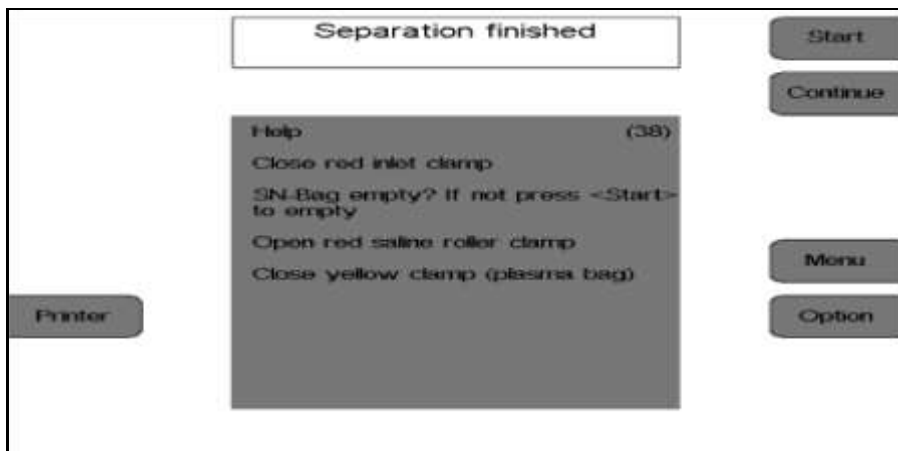 Separation finished
Start
Continue
Help (38)
Close red inlet clamp
SN-Bag empty? If not press <Start>
to empty
Open red saline roller clamp
Close yellow clamp (plasma bag)
Menu
Printer
Option